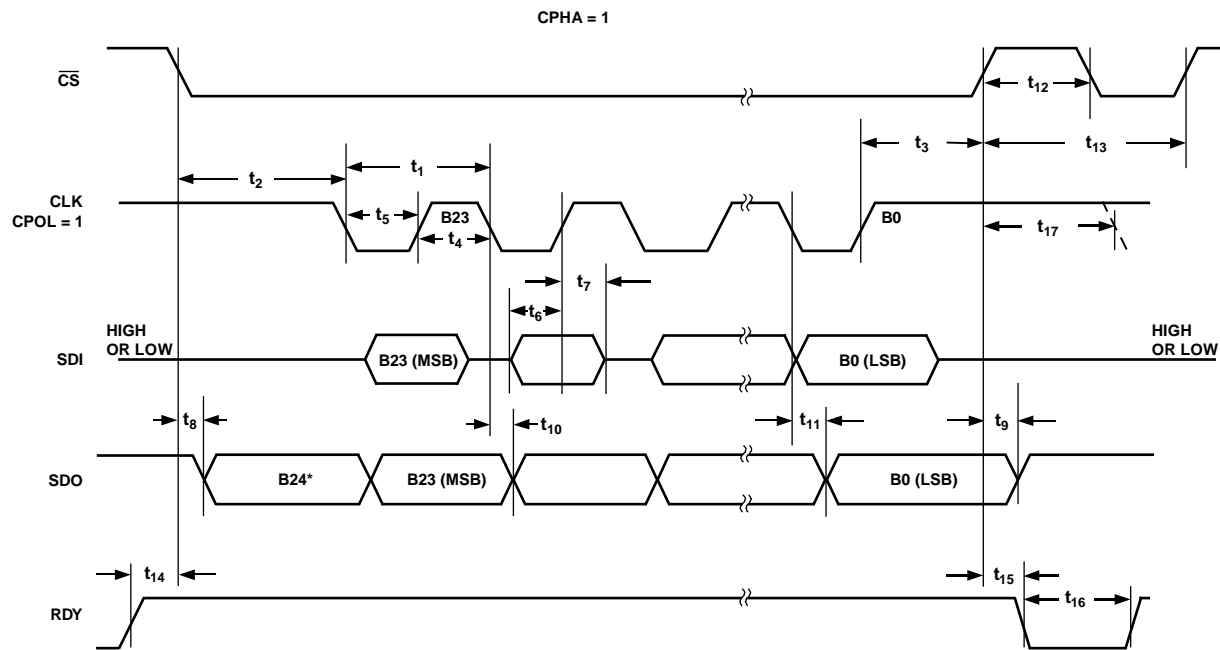 CPHA = 1
CS
t12
t3
t13
t1
t2
CLK
CPOL = 1
t5
B23
t4
B0
t17
t7
t6
HIGH
OR LOW
SDI
B23 (MSB)
B0 (LSB)
HIGH
OR LOW
t8
t10
t11
t9
SDO
B24*
B23 (MSB)
B0 (LSB)
t14
t15
t16
RDY